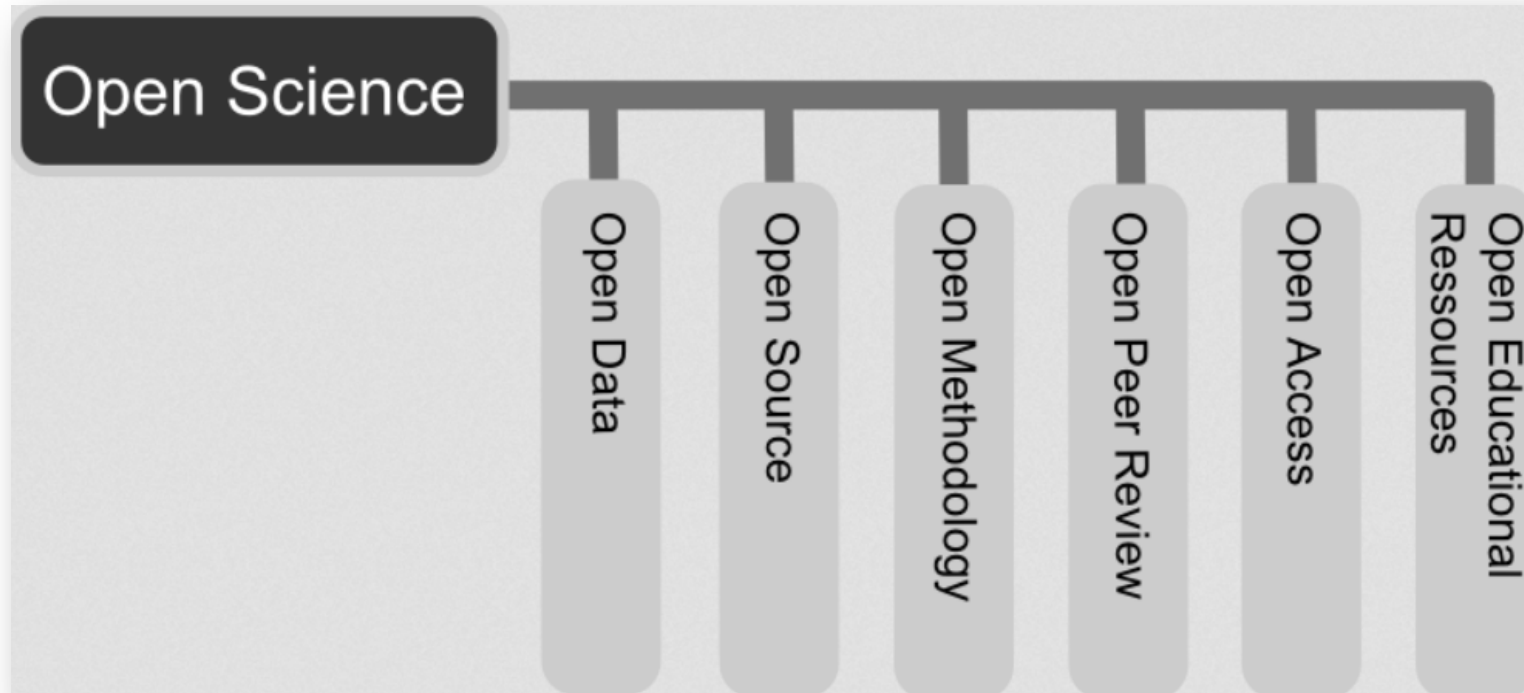 Open Science
Open Data
Open Source
Open Methodology
Open Peer Review
Open Access
Open Educational
Ressources